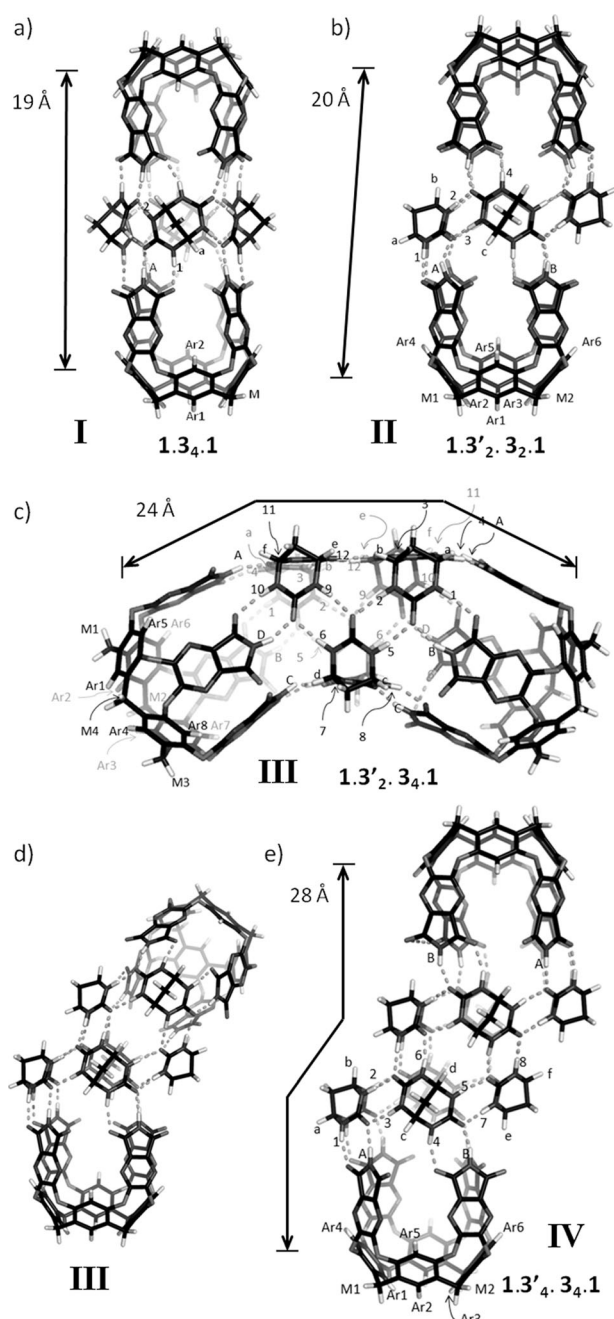 a)
19 Å
2
A 1 a
Ar2
Ar1
M
I
1.3₄.1
b)
20 Å
4
b
2
a
3
1
c
A
B
Ar4
Ar5
Ar6
M1
Ar2
Ar3
M2
Ar1
II
1.3'₂. 3₂.1
c)
24 Å
11
3
11
a
e
f
4 A
A
f
e
12
b
a
4
b
12
10
10
3
9
2
9
2
1
1
M1
Ar5
Ar6
D
6
6
5
D
B
5
B
Ar1
Ar2
M2
C
d
c
C
M4
Ar4
Ar8
Ar7
Ar3
7
8
M3
III
1.3'₂. 3₄.1
d)
III
e)
28 Å
B
A
6
8
b
2
d
5
f
a
3
c
7
1
4
e
A
B
Ar4
Ar5
Ar6
M1
Ar1
M2
Ar2
Ar3
IV
1.3'₄. 3₄.1